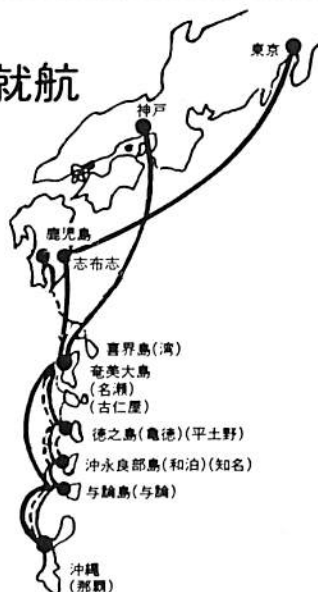 就航
東京
神戸
鹿児島
志布志
喜界島(湾)
奄美大島
(名瀬)
(古仁屋)
徳之島(亀徳)(平土野)
沖永良部島(和泊)(知名)
与論島(与論)
沖縄
(那覇)